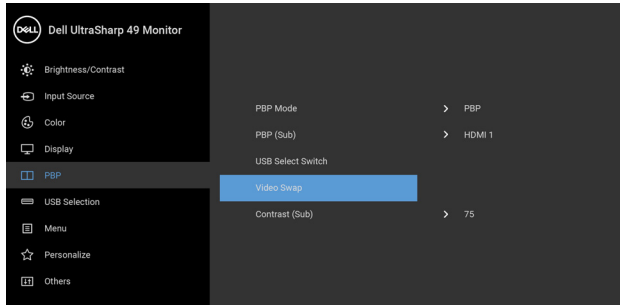 DELL Dell UltraSharp 49 Monitor
Brightness/Contrast
Input Source
Color
Display
PBP
USB Selection
Menu
Personalize
Others
PBP Mode > PBP
PBP (Sub) > HDMI 1
USB Select Switch
Video Swap
Contrast (Sub) > 75